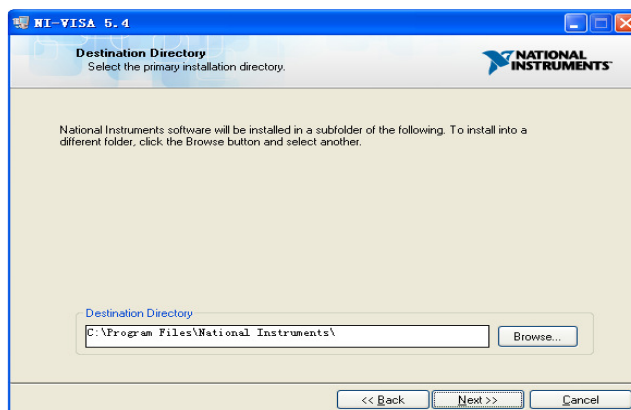 NI-VISA 5.4
Destination Directory
Select the primary installation directory.
NATIONAL
INSTRUMENTS
National Instruments software will be installed in a subfolder of the following. To install into a
different folder, click the Browse button and select another.
Destination Directory
C:\Program Files\National Instruments\
Browse...
<< Back
Next >>
Cancel